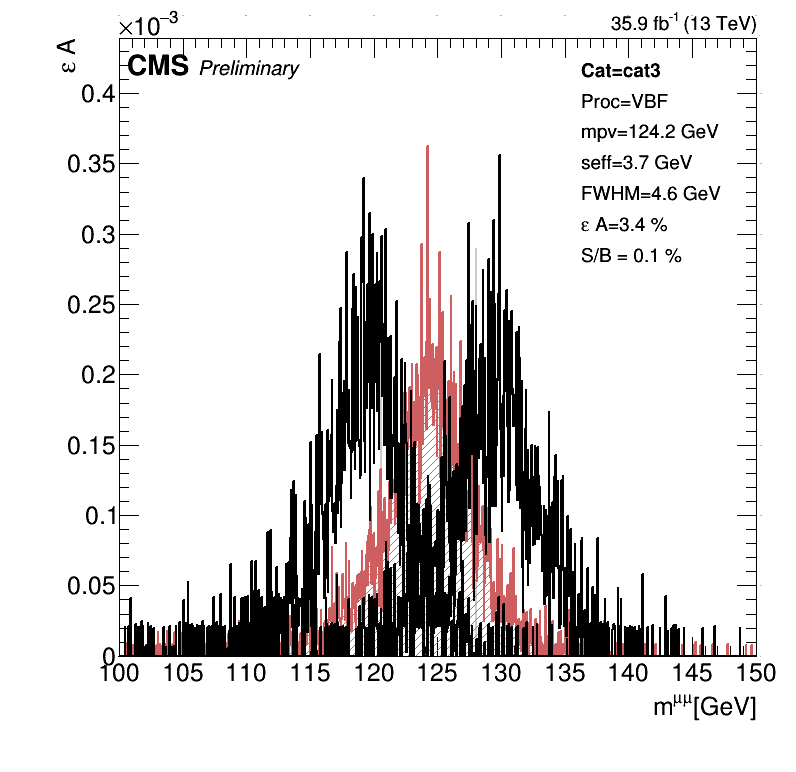 ×10⁻³
35.9 fb⁻¹ (13 TeV)
ε A
CMS Preliminary
Cat=cat3
Proc=VBF
mpv=124.2 GeV
seff=3.7 GeV
FWHM=4.6 GeV
ε A=3.4 %
S/B = 0.1 %
0.4
0.35
0.3
0.25
0.2
0.15
0.1
0.05
0
100 105 110 115 120 125 130 135 140 145 150
m^μμ[GeV]